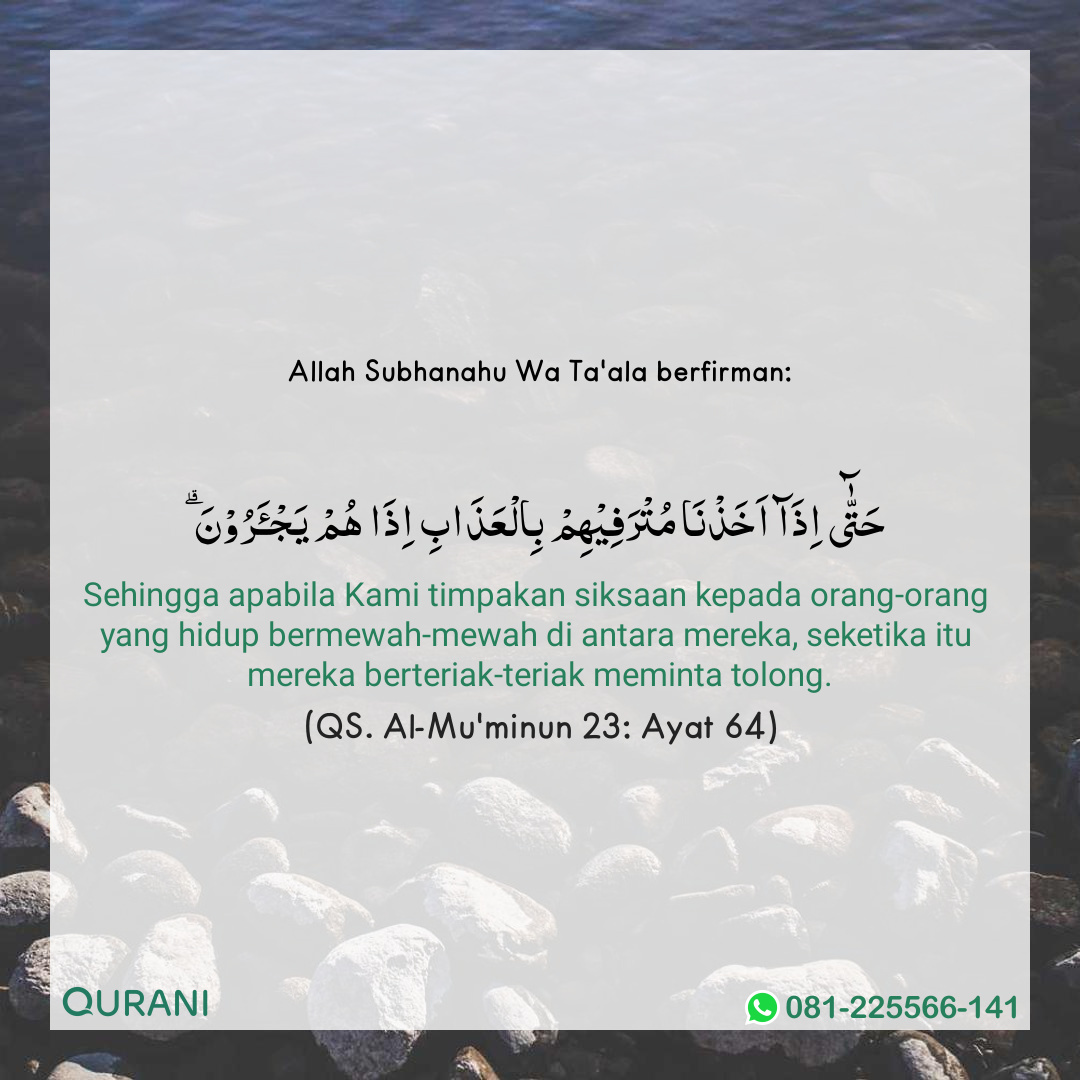 Allah Subhanahu Wa Ta'ala berfirman:
حَتّٰۤى اِذَاۤ اَخَذْنَا مُتْرَفِيْهِمْ بِالْعَذَابِ اِذَا هُمْ يَجْـَٔرُوْنَ ۗ
Sehingga apabila Kami timpakan siksaan kepada orang-orang
yang hidup bermewah-mewah di antara mereka, seketika itu
mereka berteriak-teriak meminta tolong.
(QS. Al-Mu'minun 23: Ayat 64)
QURANI
081-225566-141